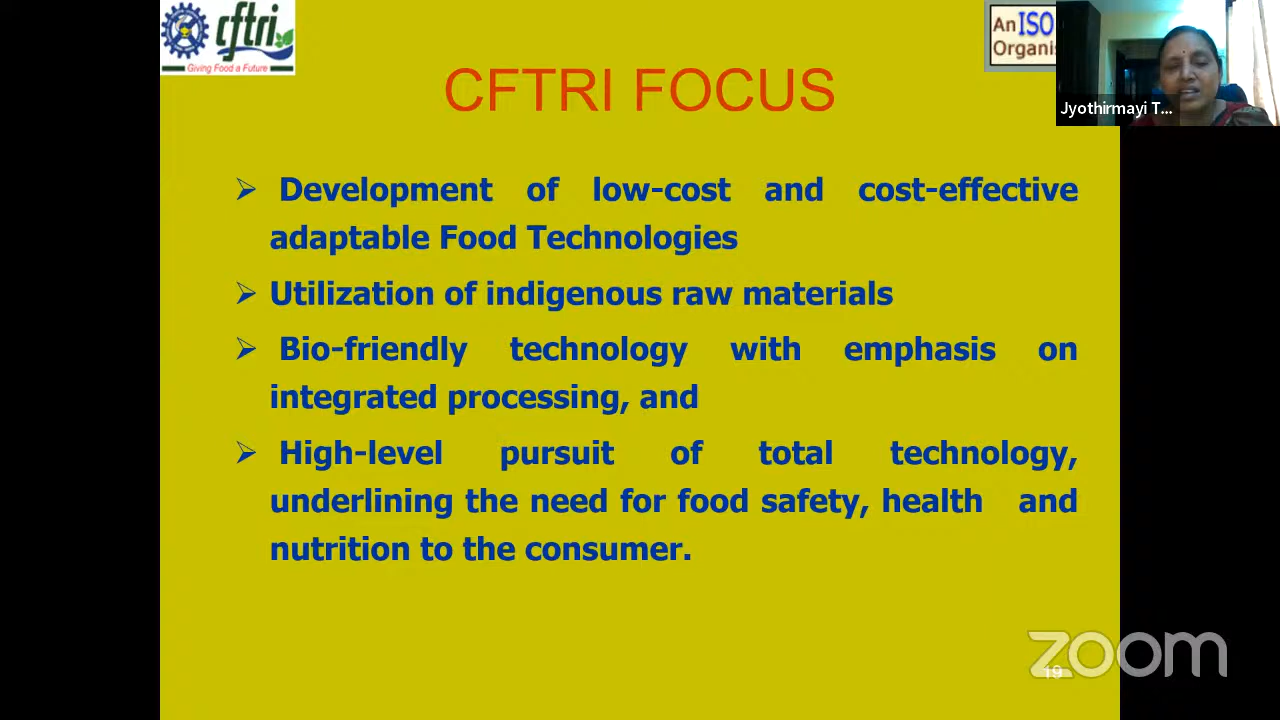 cftri
Giving Food a Future
An ISO
Organis
Jyothirmayi T...
CFTRI FOCUS
➢ Development of low-cost and cost-effective
adaptable Food Technologies
➢ Utilization of indigenous raw materials
➢ Bio-friendly technology with emphasis on
integrated processing, and
➢ High-level pursuit of total technology,
underlining the need for food safety, health and
nutrition to the consumer.
zoom
19